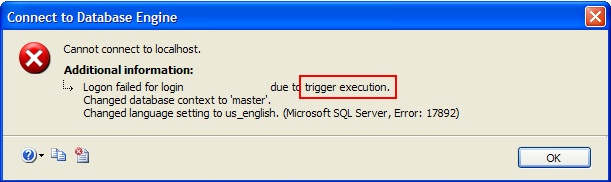 Connect to Database Engine
Cannot connect to localhost.
Additional information:
Logon failed for login due to trigger execution.
Changed database context to 'master'.
Changed language setting to us_english. (Microsoft SQL Server, Error: 17892)
OK